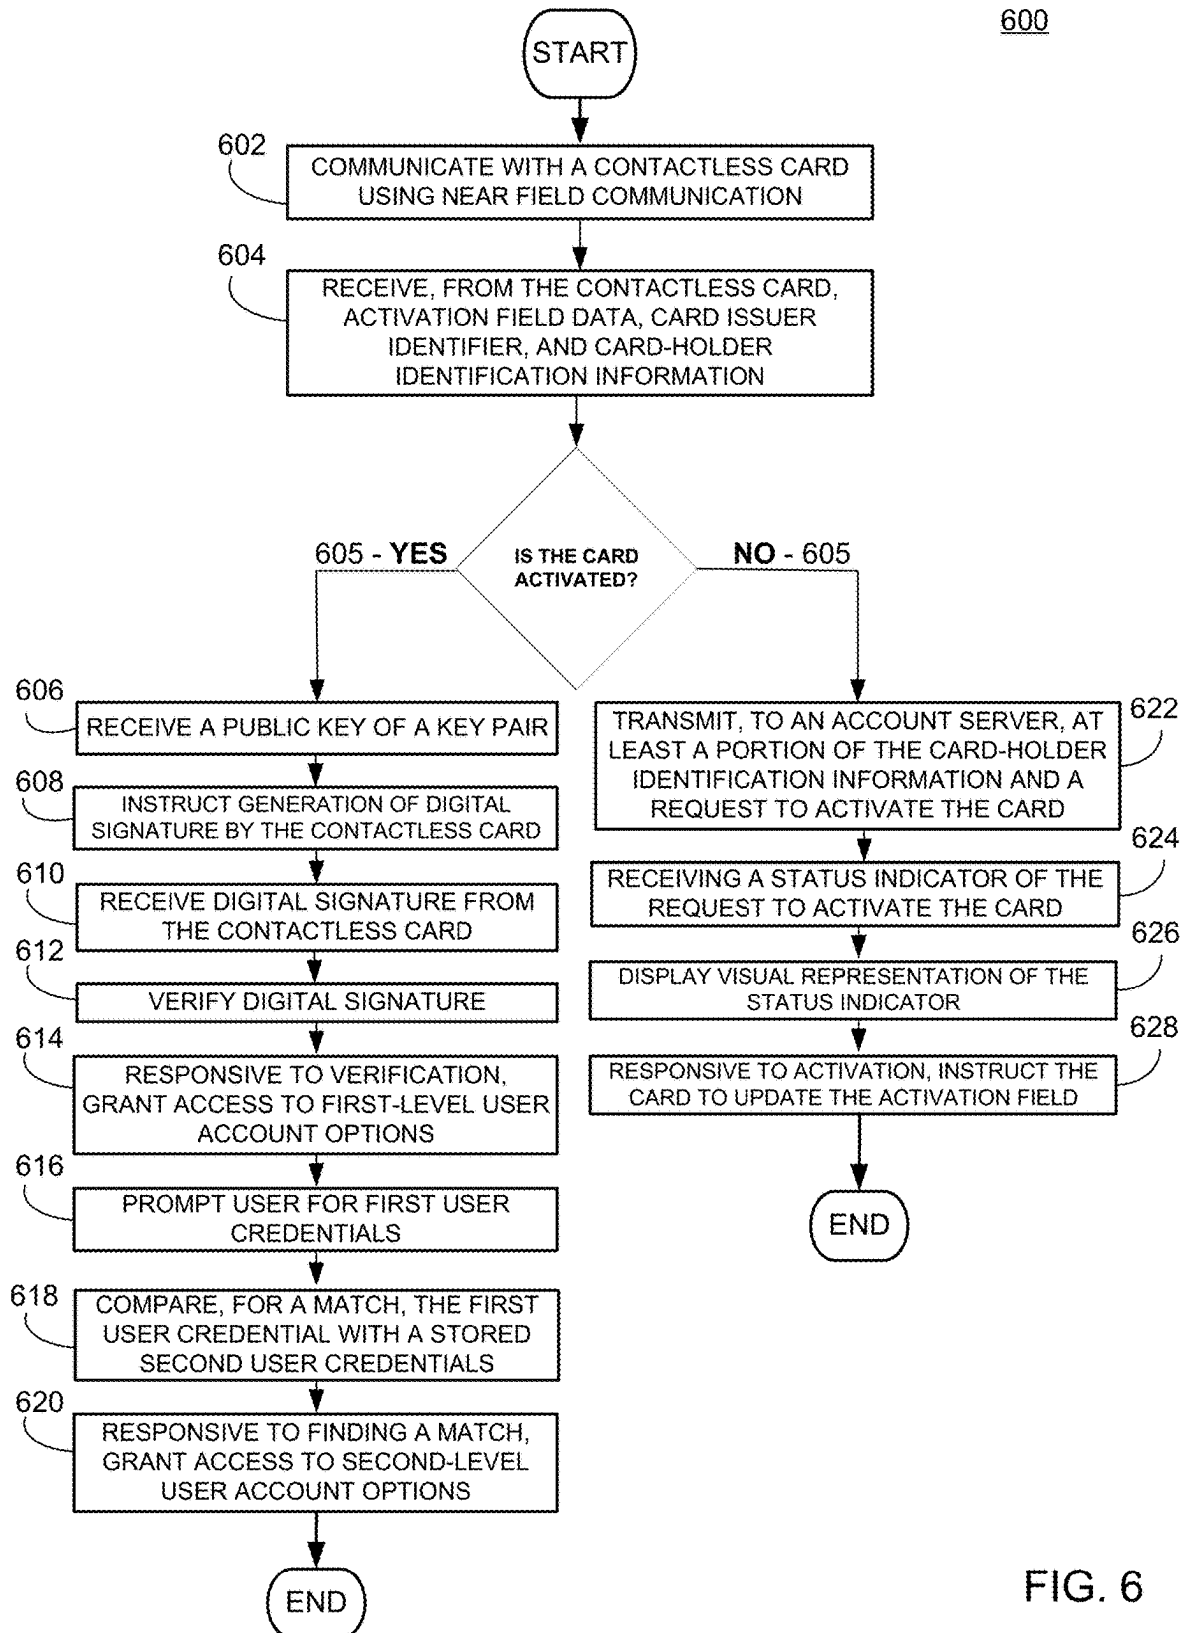 600
START
602
COMMUNICATE WITH A CONTACTLESS CARD
USING NEAR FIELD COMMUNICATION
604
RECEIVE, FROM THE CONTACTLESS CARD,
ACTIVATION FIELD DATA, CARD ISSUER
IDENTIFIER, AND CARD-HOLDER
IDENTIFICATION INFORMATION
605 - YES
IS THE CARD
ACTIVATED?
NO - 605
606
RECEIVE A PUBLIC KEY OF A KEY PAIR
608
INSTRUCT GENERATION OF DIGITAL
SIGNATURE BY THE CONTACTLESS CARD
610
RECEIVE DIGITAL SIGNATURE FROM
THE CONTACTLESS CARD
612
VERIFY DIGITAL SIGNATURE
614
RESPONSIVE TO VERIFICATION,
GRANT ACCESS TO FIRST-LEVEL USER
ACCOUNT OPTIONS
616
PROMPT USER FOR FIRST USER
CREDENTIALS
618
COMPARE, FOR A MATCH, THE FIRST
USER CREDENTIAL WITH A STORED
SECOND USER CREDENTIALS
620
RESPONSIVE TO FINDING A MATCH,
GRANT ACCESS TO SECOND-LEVEL
USER ACCOUNT OPTIONS
END
622
TRANSMIT, TO AN ACCOUNT SERVER, AT
LEAST A PORTION OF THE CARD-HOLDER
IDENTIFICATION INFORMATION AND A
REQUEST TO ACTIVATE THE CARD
624
RECEIVING A STATUS INDICATOR OF THE
REQUEST TO ACTIVATE THE CARD
626
DISPLAY VISUAL REPRESENTATION OF THE
STATUS INDICATOR
628
RESPONSIVE TO ACTIVATION, INSTRUCT THE
CARD TO UPDATE THE ACTIVATION FIELD
END
FIG. 6